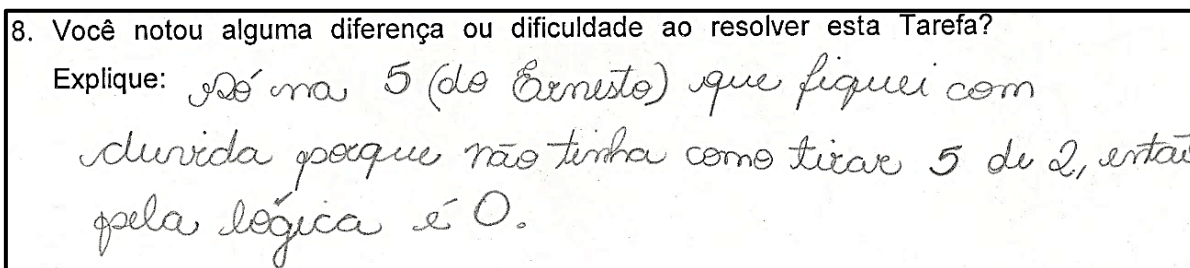 8. Você notou alguma diferença ou dificuldade ao resolver esta Tarefa?
Explique: só na 5 (do Ernesto) que fiquei com
duvida porque não tinha como tirar 5 de 2, então
pela lógica é 0.